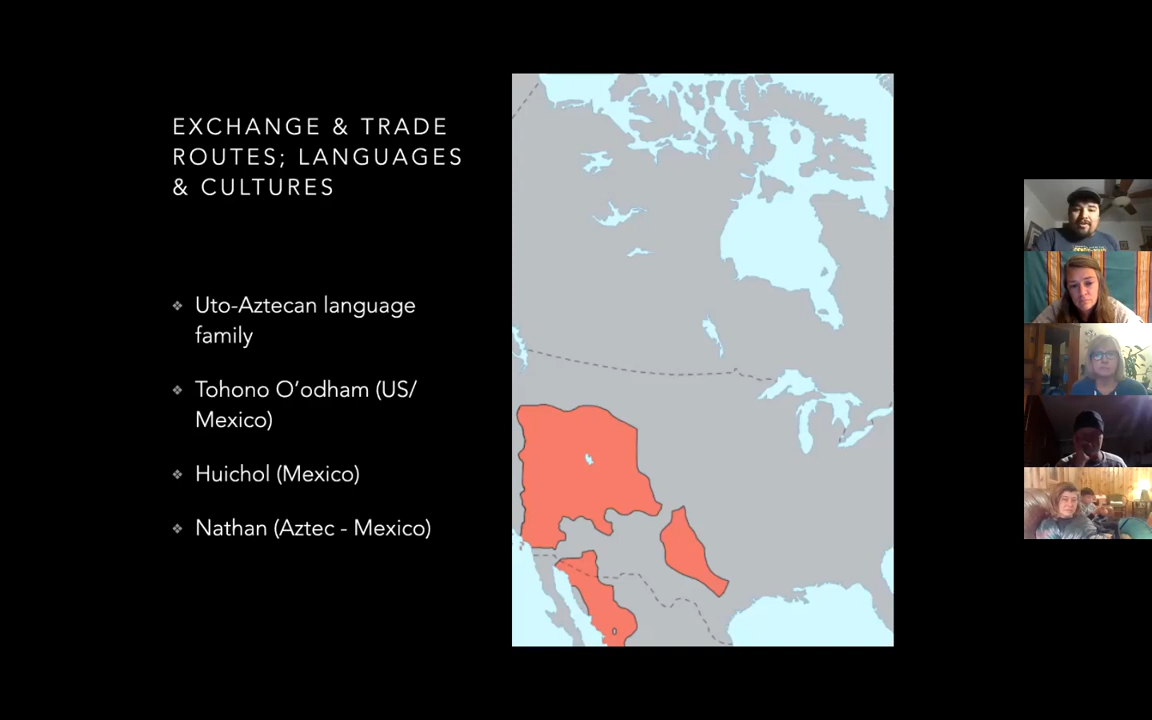 EXCHANGE & TRADE
ROUTES; LANGUAGES
& CULTURES
❖ Uto-Aztecan language
family
❖ Tohono O’odham (US/
Mexico)
❖ Huichol (Mexico)
❖ Nathan (Aztec - Mexico)